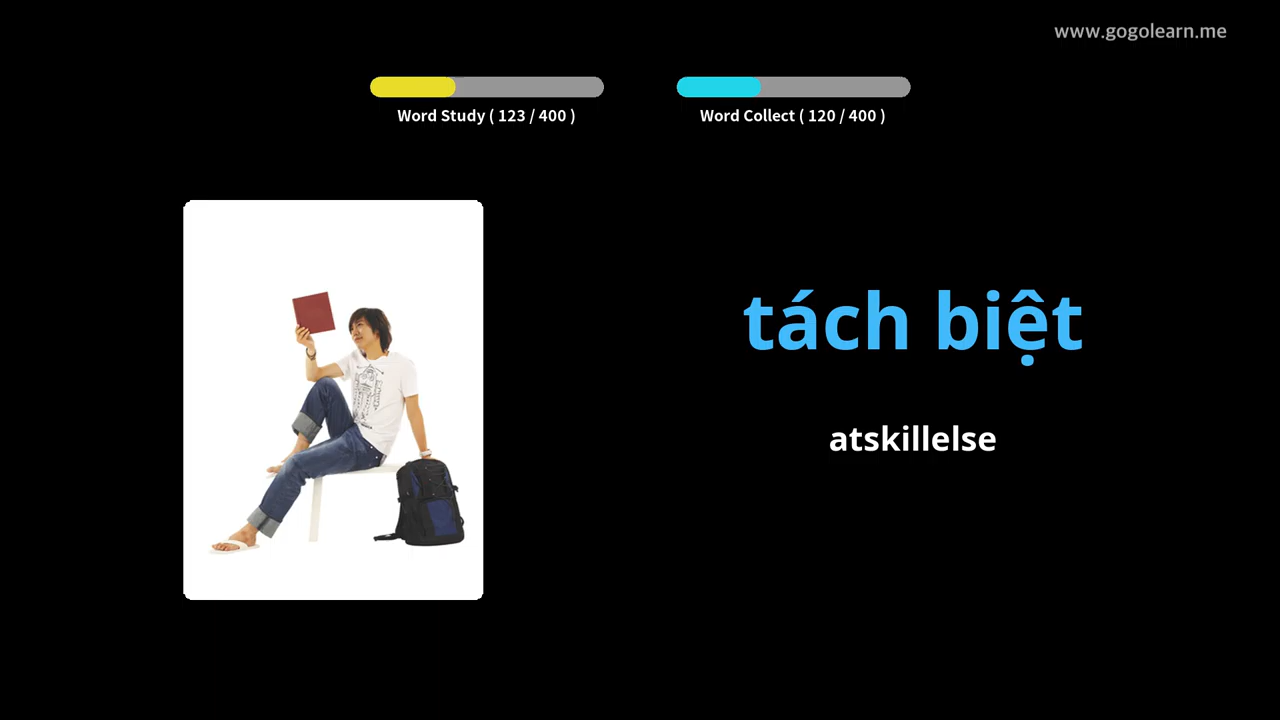 www.gogolearn.me
Word Study ( 123 / 400 )
Word Collect ( 120 / 400 )
tách biệt
atskillelse